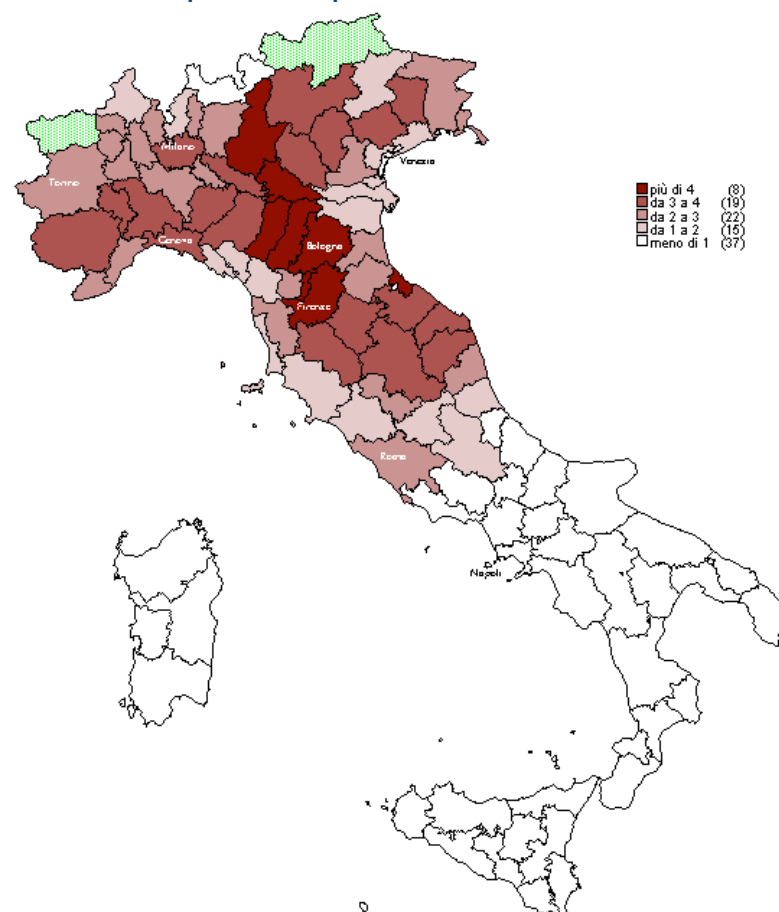 Milano
Venezia
Torino
più di 4 (8)
da 3 a 4 (19)
da 2 a 3 (22)
da 1 a 2 (15)
meno di 1 (37)
Genova
Bologna
Firenze
Roma
Napoli